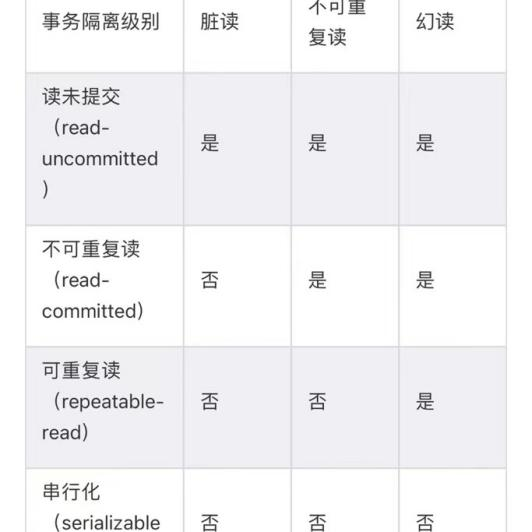 事务隔离级别 脏读 不可重
复读 幻读
读未提交
（read-
uncommitted
） 是 是 是
不可重复读
（read-
committed） 否 是 是
可重复读
（repeatable-
read） 否 否 是
串行化
（serializable 否 否 否